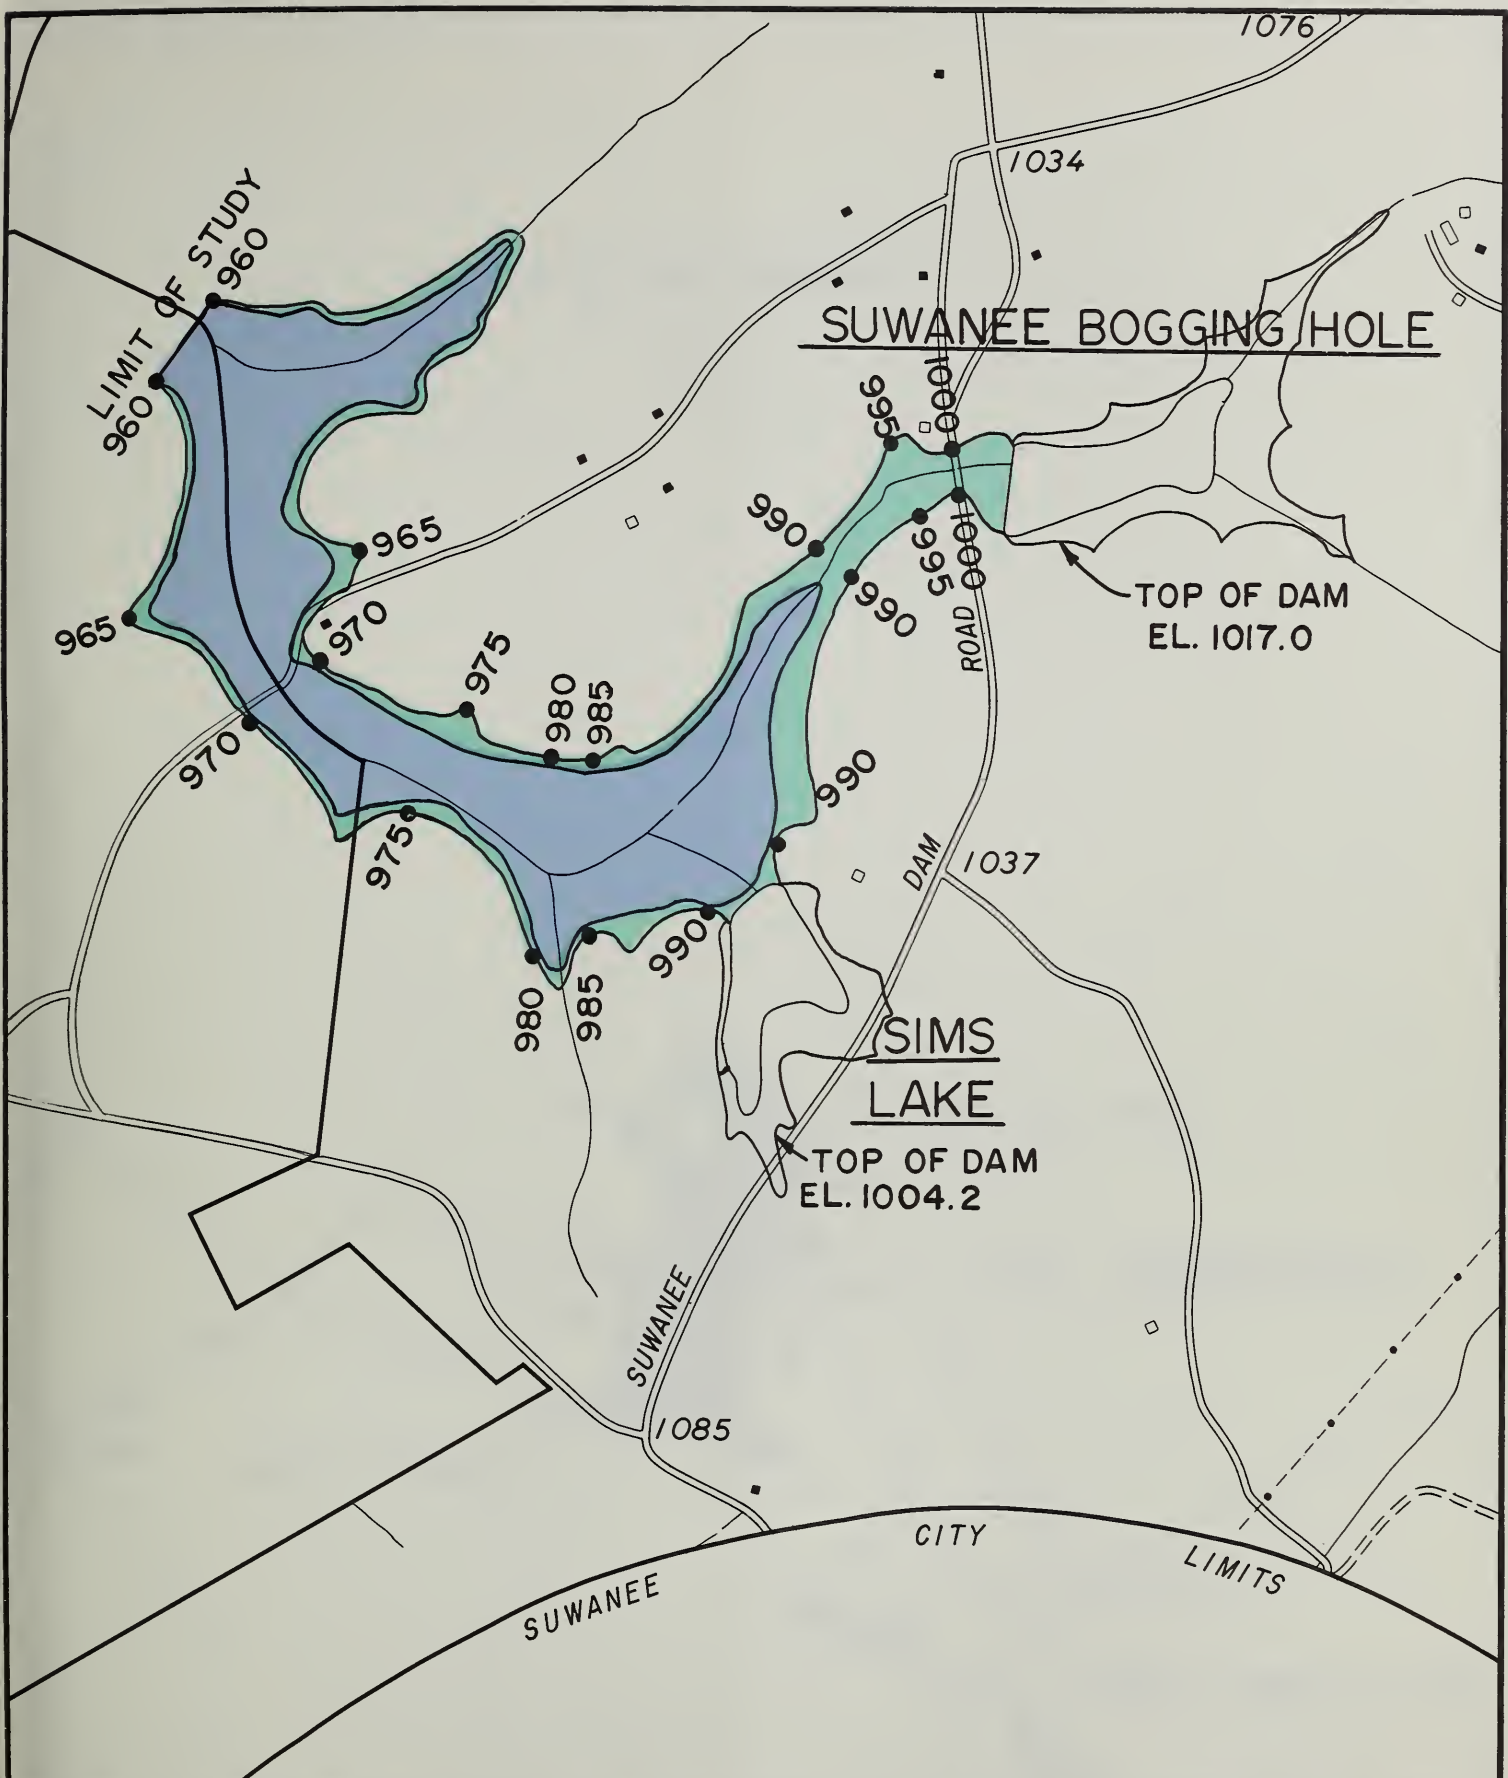 1076
1034
LIMIT OF STUDY
960
960
SUWANEE BOGGING HOLE
1000
995
990
965
1000
995
990
TOP OF DAM
EL. 1017.0
965
970
975
980
985
ROAD
970
990
975
DAM
1037
990
980
985
SIMS
LAKE
TOP OF DAM
EL. 1004.2
SUWANEE
1085
SUWANEE CITY LIMITS